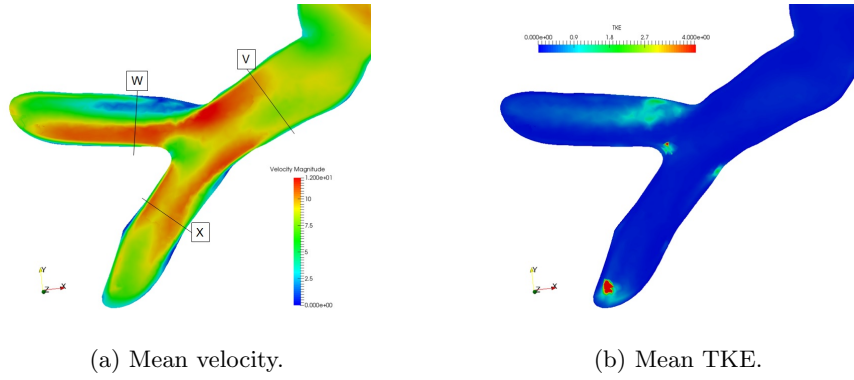 V
W
X
Velocity Magnitude
1.200e+01
10
7.5
5
2.5
0.000e+00
Y
Z
X
(a) Mean velocity.
TKE
0.000e+00
0.9
1.8
2.7
4.000e+00
Y
Z
X
(b) Mean TKE.